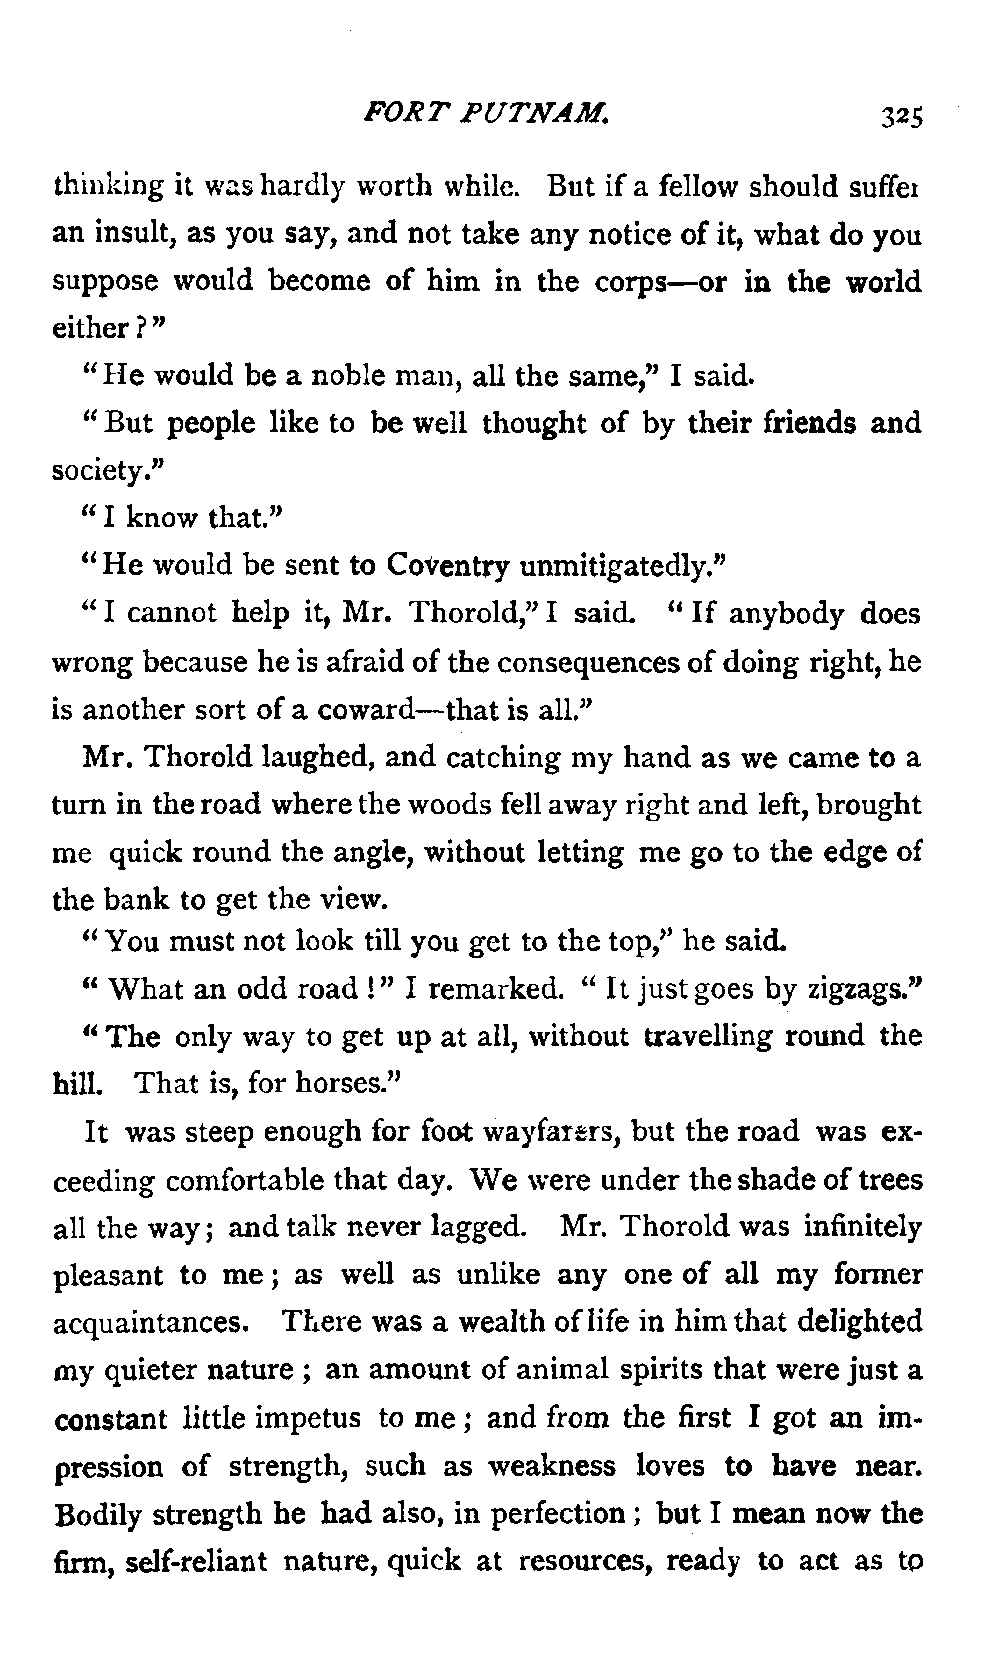 FORT PUTNAM. 325
thinking it was hardly worth while. But if a fellow should suffer
an insult, as you say, and not take any notice of it, what do you
suppose would become of him in the corps—or in the world
either?"
"He would be a noble man, all the same," I said.
"But people like to be well thought of by their friends and
society."
"I know that."
"He would be sent to Coventry unmitigatedly."
"I cannot help it, Mr. Thorold," I said. "If anybody does
wrong because he is afraid of the consequences of doing right, he
is another sort of a coward—that is all."
Mr. Thorold laughed, and catching my hand as we came to a
turn in the road where the woods fell away right and left, brought
me quick round the angle, without letting me go to the edge of
the bank to get the view.
"You must not look till you get to the top," he said.
"What an odd road!" I remarked. "It just goes by zigzags."
"The only way to get up at all, without travelling round the
hill. That is, for horses."
It was steep enough for foot wayfarers, but the road was ex-
ceeding comfortable that day. We were under the shade of trees
all the way; and talk never lagged. Mr. Thorold was infinitely
pleasant to me; as well as unlike any one of all my former
acquaintances. There was a wealth of life in him that delighted
my quieter nature; an amount of animal spirits that were just a
constant little impetus to me; and from the first I got an im-
pression of strength, such as weakness loves to have near.
Bodily strength he had also, in perfection; but I mean now the
firm, self-reliant nature, quick at resources, ready to act as to